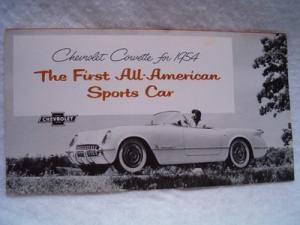 Chevrolet Corvette for 1954
The First All-American
Sports Car
CHEVROLET